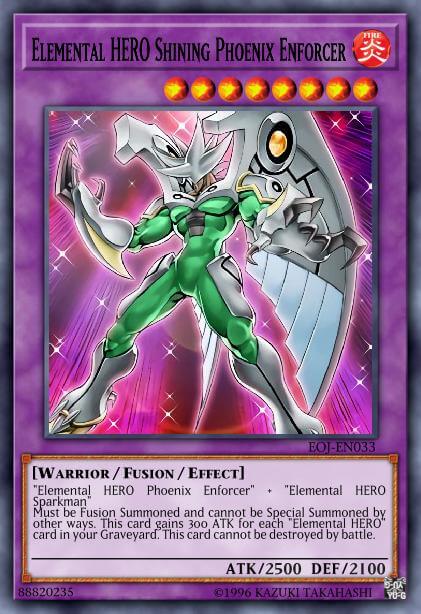 Elemental HERO Shining Phoenix Enforcer
FIRE
炎
EOJ-EN033
[Warrior / Fusion / Effect]
"Elemental HERO Phoenix Enforcer" + "Elemental HERO
Sparkman"
Must be Fusion Summoned and cannot be Special Summoned by
other ways. This card gains 300 ATK for each "Elemental HERO"
card in your Graveyard. This card cannot be destroyed by battle.
ATK/2500 DEF/2100
88820235
©1996 KAZUKI TAKAHASHI